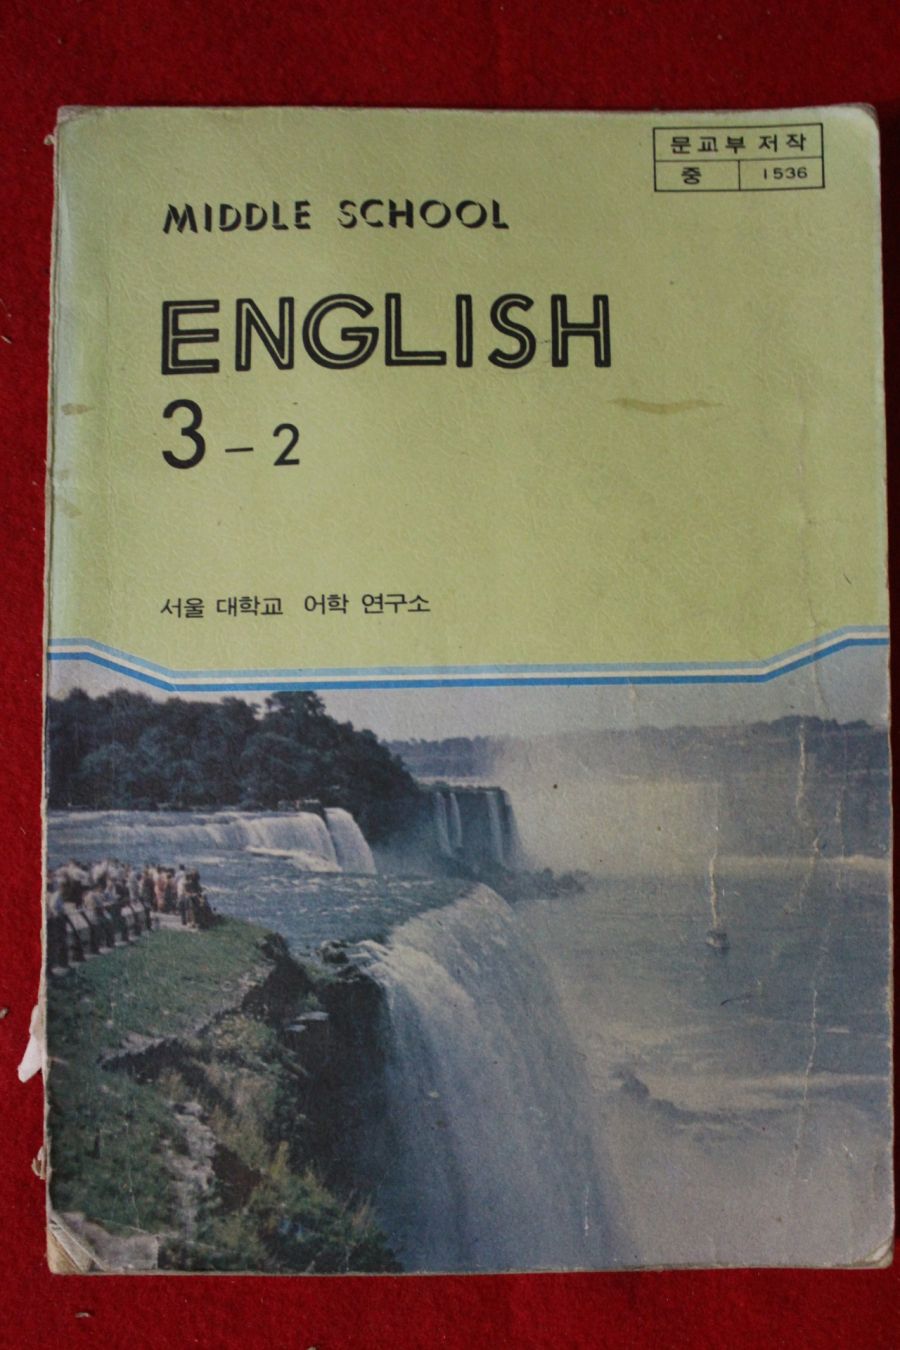 문교부 저작
중 1536
MIDDLE SCHOOL
ENGLISH
3-2
서울 대학교 어학 연구소